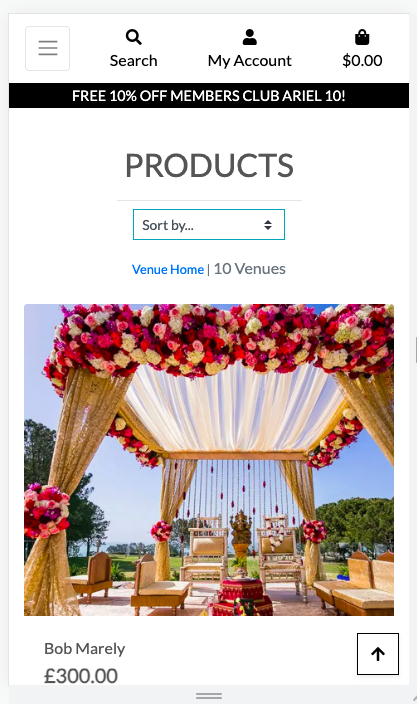 Search My Account $0.00
FREE 10% OFF MEMBERS CLUB ARIEL 10!
PRODUCTS
Sort by...
Venue Home | 10 Venues
Bob Marely
£300.00